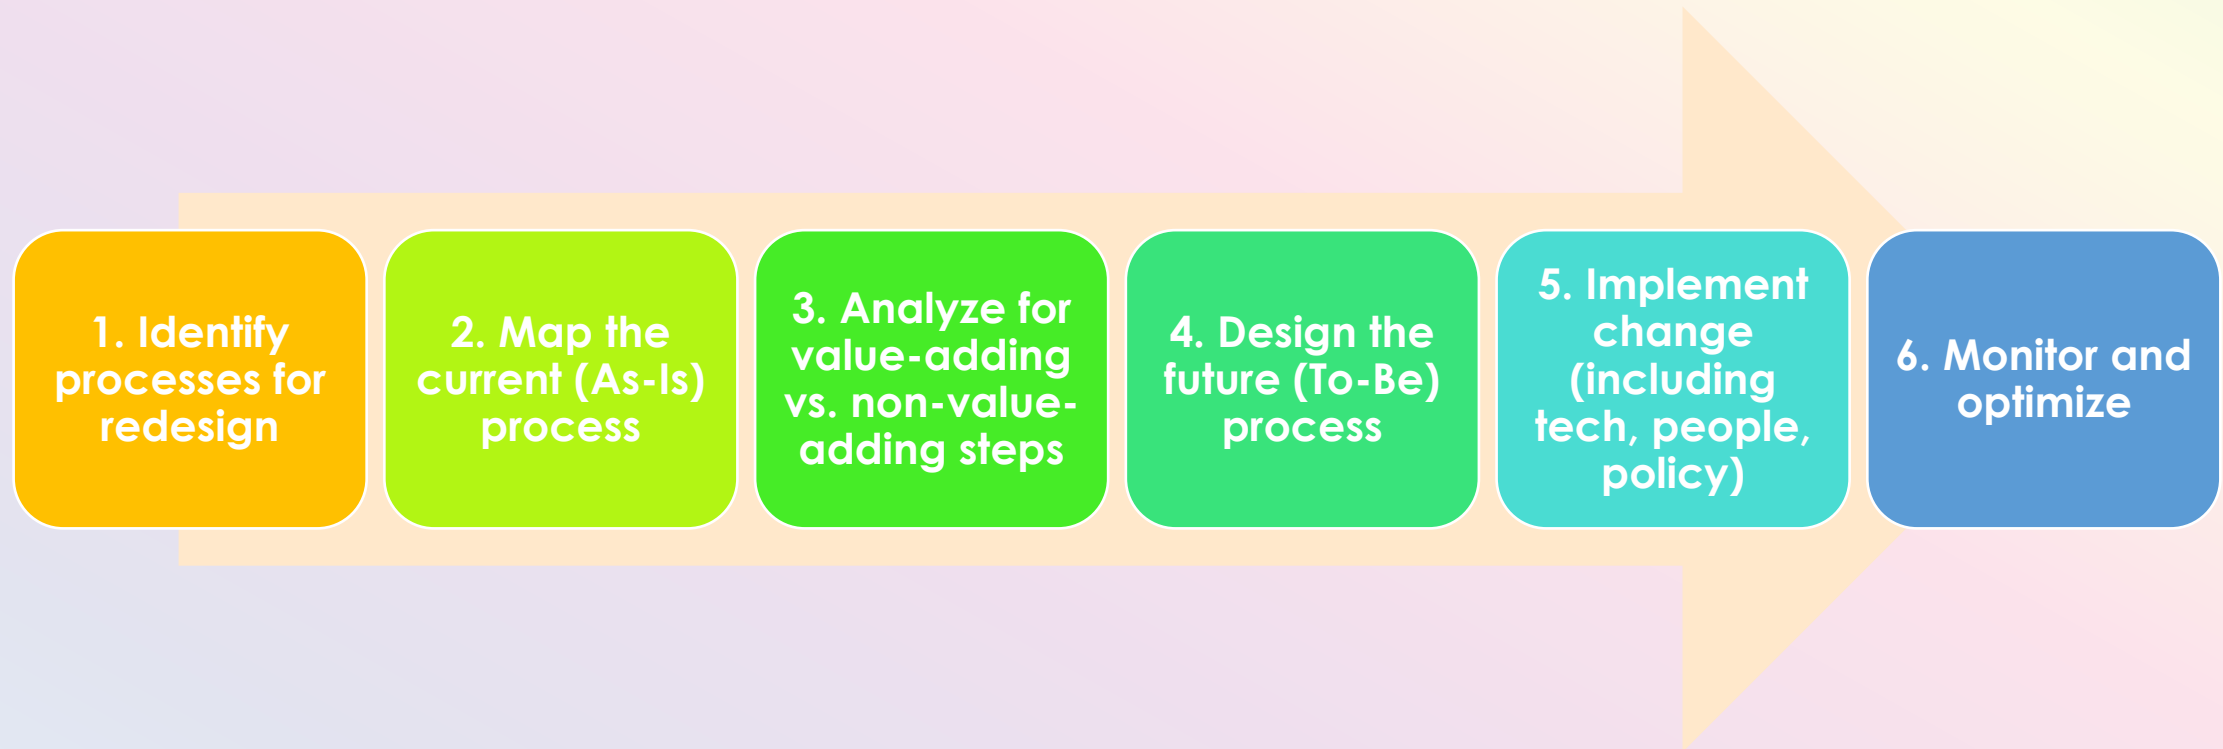 1. Identify
processes for
redesign
2. Map the
current (As-Is)
process
3. Analyze for
value-adding
vs. non-value-
adding steps
4. Design the
future (To-Be)
process
5. Implement
change
(including
tech, people,
policy)
6. Monitor and
optimize